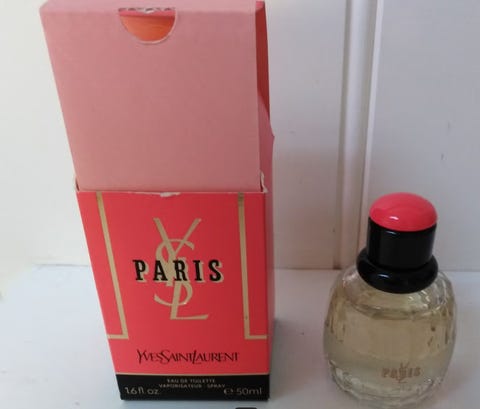 YSL
PARIS
YVESSAINTLAURENT
EAU DE TOILETTE
VAPORISATEUR - SPRAY
1.6 fl.oz. ℮ 50ml
PARIS